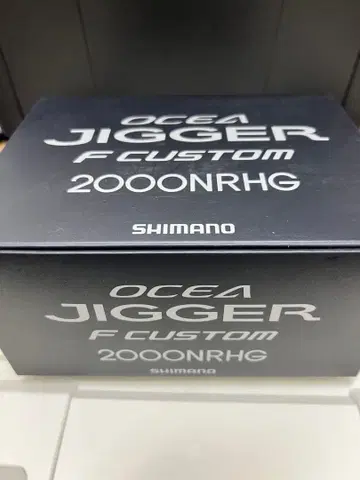 OCEA
JIGGER
F CUSTOM
2000NRHG
SHIMANO
OCEA
JIGGER
F CUSTOM
2000NRHG
SHIMANO